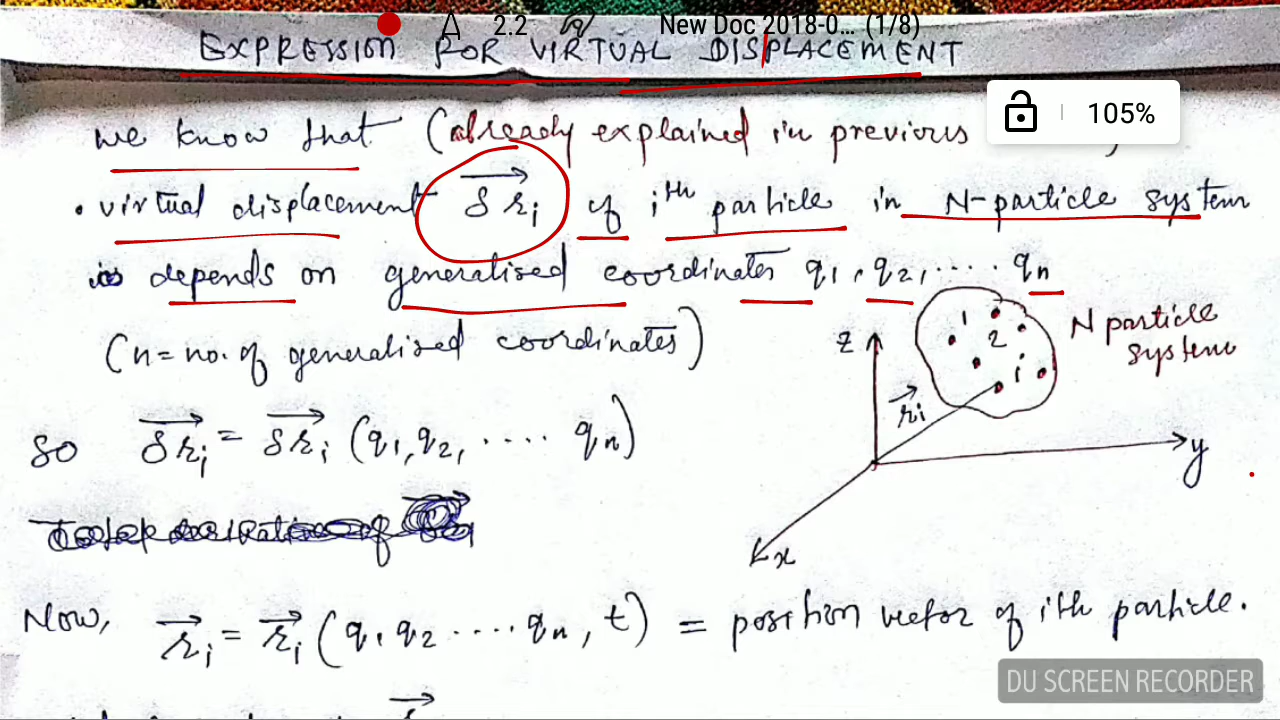 2.2 New Doc 2018-0... (1/8)
EXPRESSION FOR VIRTUAL DISPLACEMENT
105%
we know that (already explained in previous
. virtual displacement δr⃗i of ith particle in N-particle system
depends on generalised coordinates q1, q2, .... qn
(n = no. of generalised coordinates)
1
2
i
N particle
system
z
r⃗i
y
x
So δr⃗i = δr⃗i (q1, q2, .... qn)
Now, r⃗i = r⃗i (q1 q2 ..... qn, t) = position vector of ith particle.
DU SCREEN RECORDER